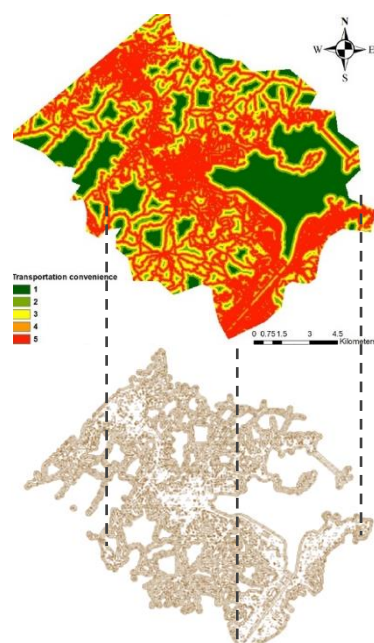 N
W E
S
Transportation convenience
1
2
3
4
5
0 0.75 1.5 3 4.5
Kilometers